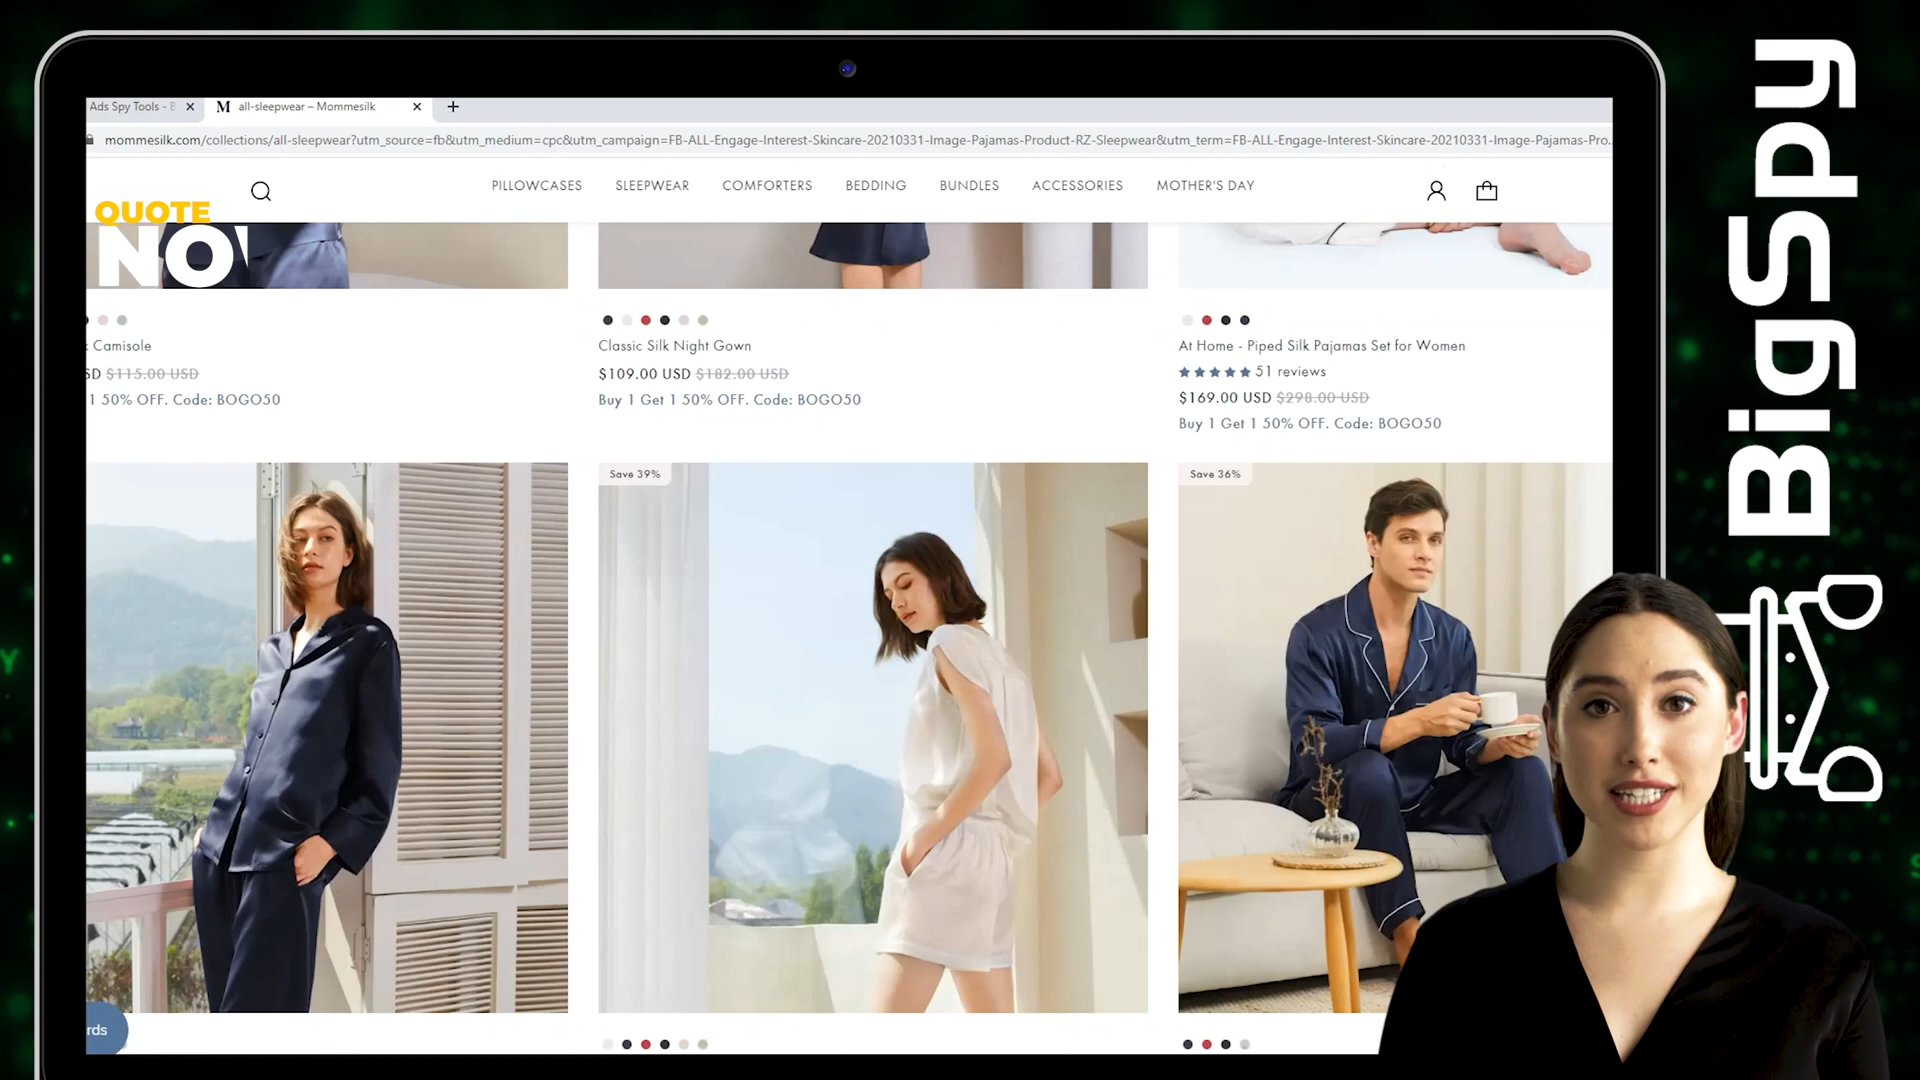 Ads Spy Tools - B
M all-sleepwear – Mommesilk
mommesilk.com/collections/all-sleepwear?utm_source=fb&utm_medium=cpc&utm_campaign=FB-ALL-Engage-Interest-Skincare-20210331-Image-Pajamas-Product-RZ-Sleepwear&utm_term=FB-ALL-Engage-Interest-Skincare-20210331-Image-Pajamas-Pro...
PILLOWCASES SLEEPWEAR COMFORTERS BEDDING BUNDLES ACCESSORIES MOTHER'S DAY
QUOTE
NO
Camisole
Classic Silk Night Gown
At Home - Piped Silk Pajamas Set for Women
51 reviews
SD $115.00 USD
$109.00 USD $182.00 USD
$169.00 USD $298.00 USD
1 50% OFF. Code: BOGO50
Buy 1 Get 1 50% OFF. Code: BOGO50
Buy 1 Get 1 50% OFF. Code: BOGO50
Save 39%
Save 36%
rds
BigSpy